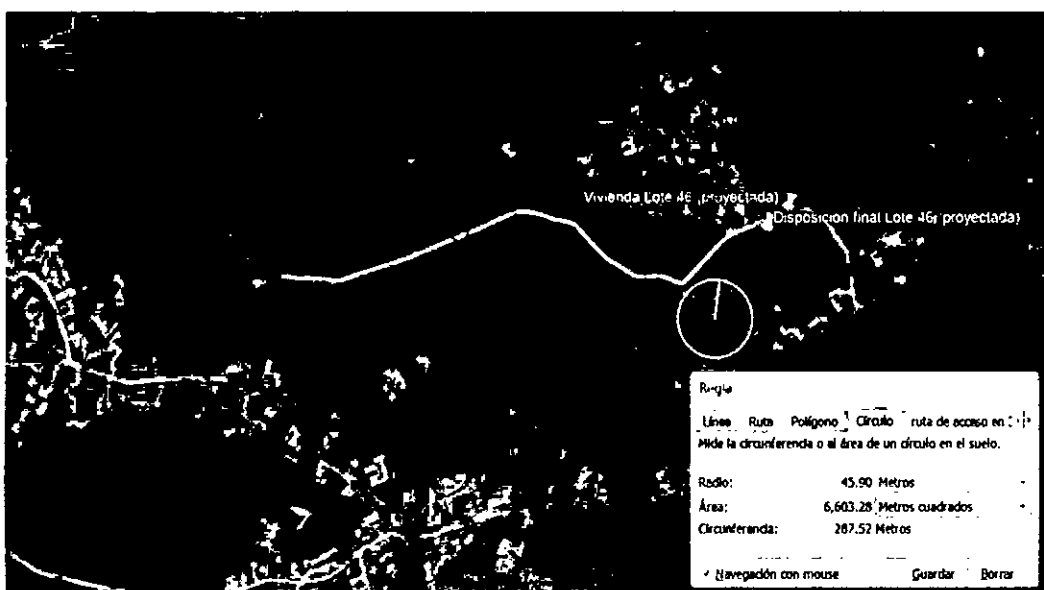 Vivienda Lote 46 (proyectada)
Disposición final Lote 46 (proyectada)
Regla
Línea Ruta Polígono Círculo ruta de acceso en
Mide la circunferencia o al área de un círculo en el suelo.
Radio: 45.90 Metros
Área: 6,603.28 Metros cuadrados
Circunferencia: 287.52 Metros
Navegación con mouse Guardar Borrar